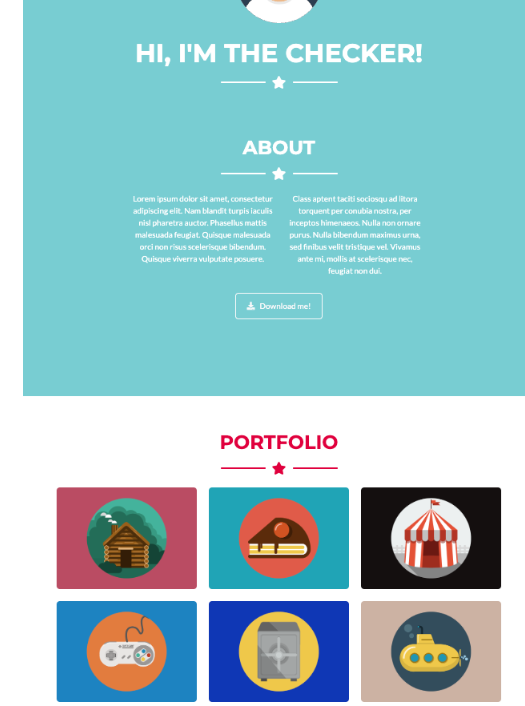 HI, I'M THE CHECKER!
ABOUT
Lorem ipsum dolor sit amet, consectetur
adipiscing elit. Nam blandit turpis iaculis
nisl pharetra auctor. Phasellus mattis
malesuada feugiat. Quisque malesuada
orci non risus scelerisque bibendum.
Quisque viverra vulputate posuere.
Class aptent taciti sociosqu ad litora
torquent per conubia nostra, per
inceptos himenaeos. Nulla non ornare
purus. Nulla bibendum maximus urna,
sed finibus velit tristique vel. Vivamus
ante mi, mollis at scelerisque nec,
feugiat non dui.
Download me!
PORTFOLIO